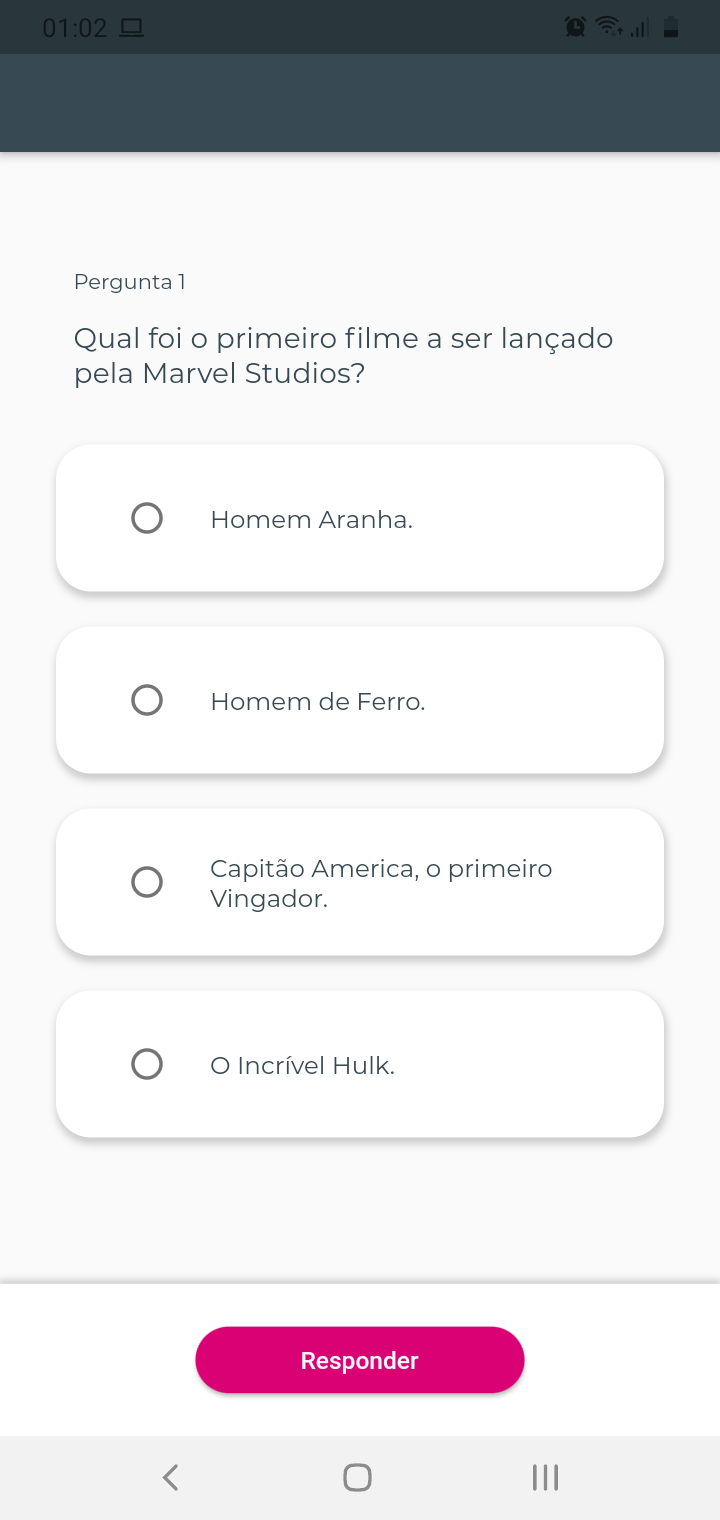 01:02
Pergunta 1
Qual foi o primeiro filme a ser lançado
pela Marvel Studios?
Homem Aranha.
Homem de Ferro.
Capitão America, o primeiro
Vingador.
O Incrível Hulk.
Responder